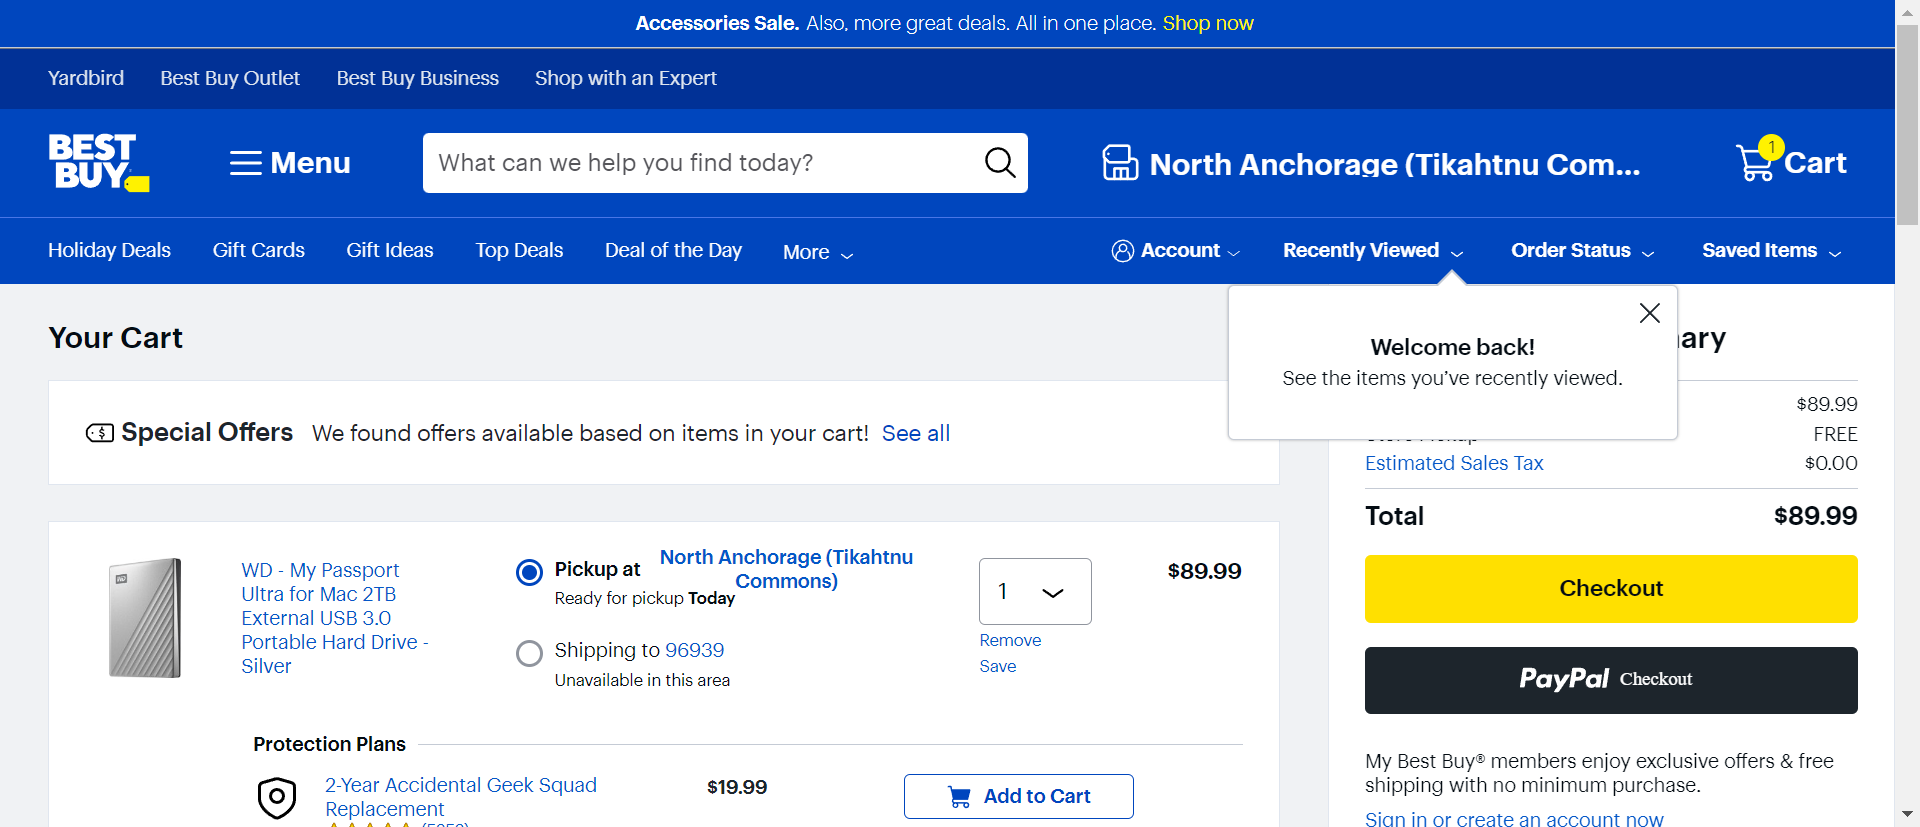 Accessories Sale. Also, more great deals. All in one place. Shop now
Yardbird Best Buy Outlet Best Buy Business Shop with an Expert
BEST
BUY
Menu
What can we help you find today?
North Anchorage (Tikahtnu Com...
1
Cart
Holiday Deals Gift Cards Gift Ideas Top Deals Deal of the Day More
Account Recently Viewed Order Status Saved Items
Your Cart
Welcome back!
See the items you’ve recently viewed.
Special Offers We found offers available based on items in your cart! See all
WD
WD - My Passport
Ultra for Mac 2TB
External USB 3.0
Portable Hard Drive -
Silver
Pickup at North Anchorage (Tikahtnu
Commons)
Ready for pickup Today
Shipping to 96939
Unavailable in this area
1
Remove
Save
$89.99
Protection Plans
2-Year Accidental Geek Squad
Replacement
$19.99
Add to Cart
$89.99
FREE
Estimated Sales Tax $0.00
Total $89.99
Checkout
PayPal Checkout
My Best Buy® members enjoy exclusive offers & free
shipping with no minimum purchase.
Sign in or create an account now